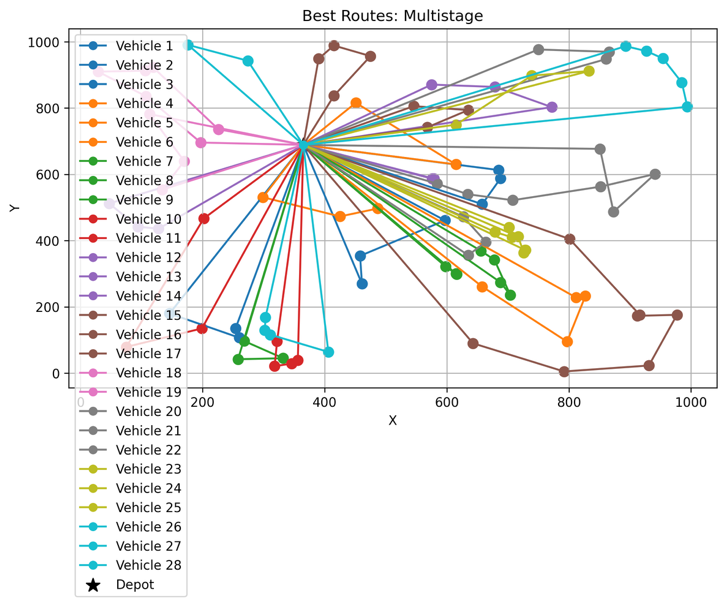 Best Routes: Multistage
1000
800
600
400
200
0
Y
0
200
400
600
800
1000
X
Vehicle 1
Vehicle 2
Vehicle 3
Vehicle 4
Vehicle 5
Vehicle 6
Vehicle 7
Vehicle 8
Vehicle 9
Vehicle 10
Vehicle 11
Vehicle 12
Vehicle 13
Vehicle 14
Vehicle 15
Vehicle 16
Vehicle 17
Vehicle 18
Vehicle 19
Vehicle 20
Vehicle 21
Vehicle 22
Vehicle 23
Vehicle 24
Vehicle 25
Vehicle 26
Vehicle 27
Vehicle 28
Depot